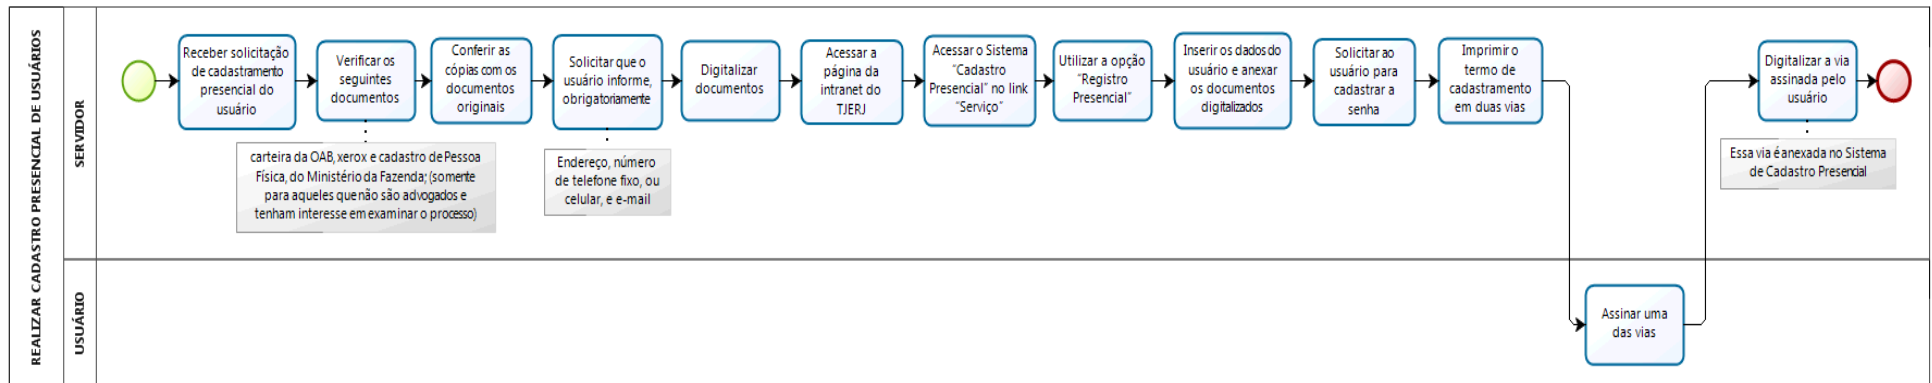 REALIZAR CADASTRO PRESENCIAL DE USUÁRIOS
SERVIDOR
Receber solicitação
de cadastramento
presencial do
usuário
Verificar os
seguintes
documentos
carteira da OAB, xerox e cadastro de Pessoa
Física, do Ministério da Fazenda; (somente
para aqueles que não são advogados e
tenham interesse em examinar o processo)
Conferir as
cópias com os
documentos
originais
Solicitar que o
usuário informe,
obrigatoriamente
Endereço, número
de telefone fixo, ou
celular, e e-mail
Digitalizar
documentos
Acessar a
página da
intranet do
TJERJ
Acessar o Sistema
"Cadastro
Presencial" no link
"Serviço"
Utilizar a opção
"Registro
Presencial"
Inserir os dados do
usuário e anexar
os documentos
digitalizados
Solicitar ao
usuário para
cadastrar a
senha
Imprimir o
termo de
cadastramento
em duas vias
Digitalizar a via
assinada pelo
usuário
Essa via é anexada no Sistema
de Cadastro Presencial
USUÁRIO
Assinar uma
das vias